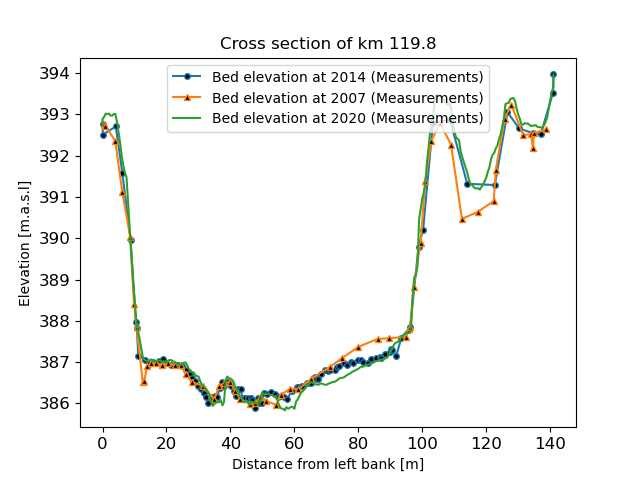 Cross section of km 119.8
Bed elevation at 2014 (Measurements)
Bed elevation at 2007 (Measurements)
Bed elevation at 2020 (Measurements)
Elevation [m.a.s.l]
394
393
392
391
390
389
388
387
386
0 20 40 60 80 100 120 140
Distance from left bank [m]